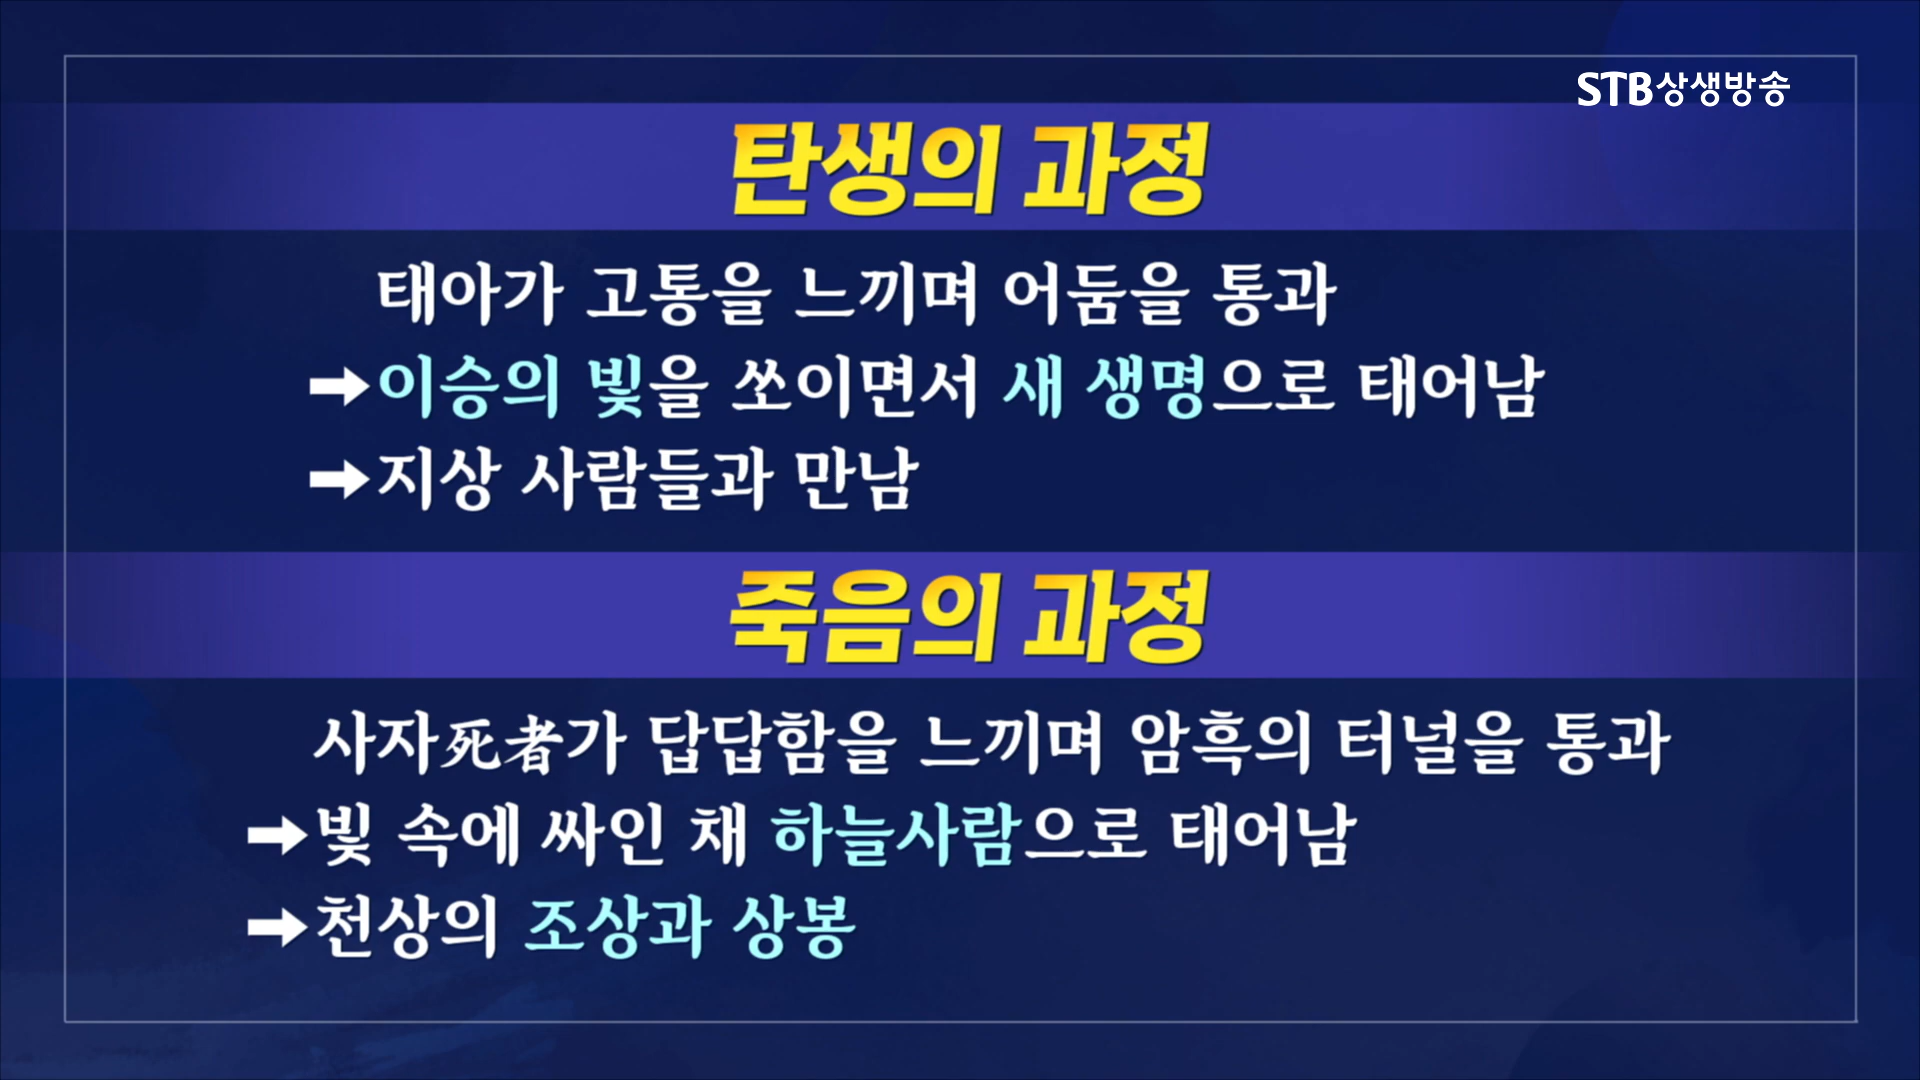 STB상생방송
탄생의 과정
태아가 고통을 느끼며 어둠을 통과
➡이승의 빛을 쏘이면서 새 생명으로 태어남
➡지상 사람들과 만남
죽음의 과정
사자死者가 답답함을 느끼며 암흑의 터널을 통과
➡빛 속에 싸인 채 하늘사람으로 태어남
➡천상의 조상과 상봉